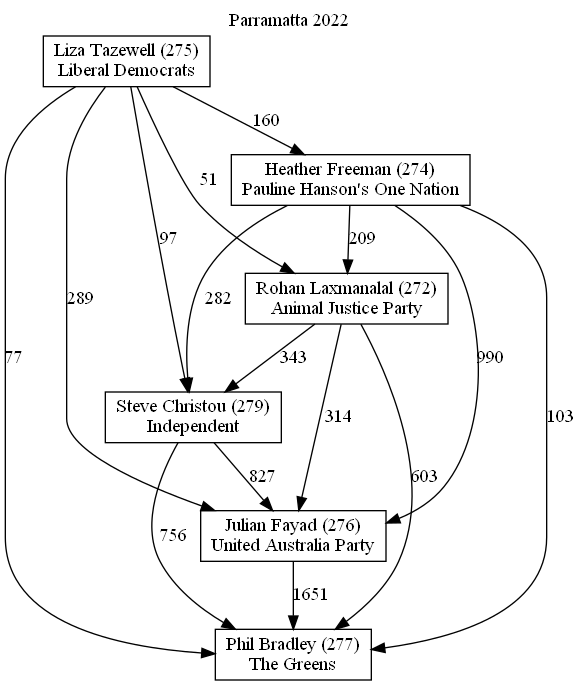 Parramatta 2022
Liza Tazewell (275)
Liberal Democrats
160
Heather Freeman (274)
Pauline Hanson's One Nation
51
97
209
289
282
Rohan Laxmanalal (272)
Animal Justice Party
77
343
990
Steve Christou (279)
Independent
314
103
827
603
Julian Fayad (276)
United Australia Party
756
1651
Phil Bradley (277)
The Greens